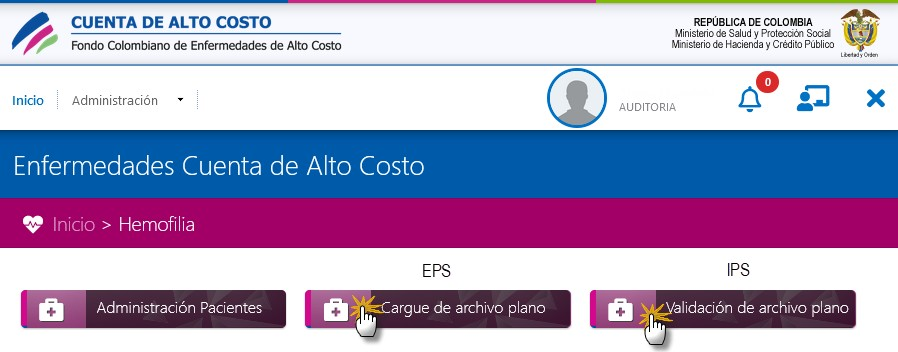 CUENTA DE ALTO COSTO
Fondo Colombiano de Enfermedades de Alto Costo
REPÚBLICA DE COLOMBIA
Ministerio de Salud y Protección Social
Ministerio de Hacienda y Crédito Público
Libertad y Orden
Inicio
Administración
AUDITORIA
0
Enfermedades Cuenta de Alto Costo
Inicio > Hemofilia
EPS
IPS
Administración Pacientes
Cargue de archivo plano
Validación de archivo plano